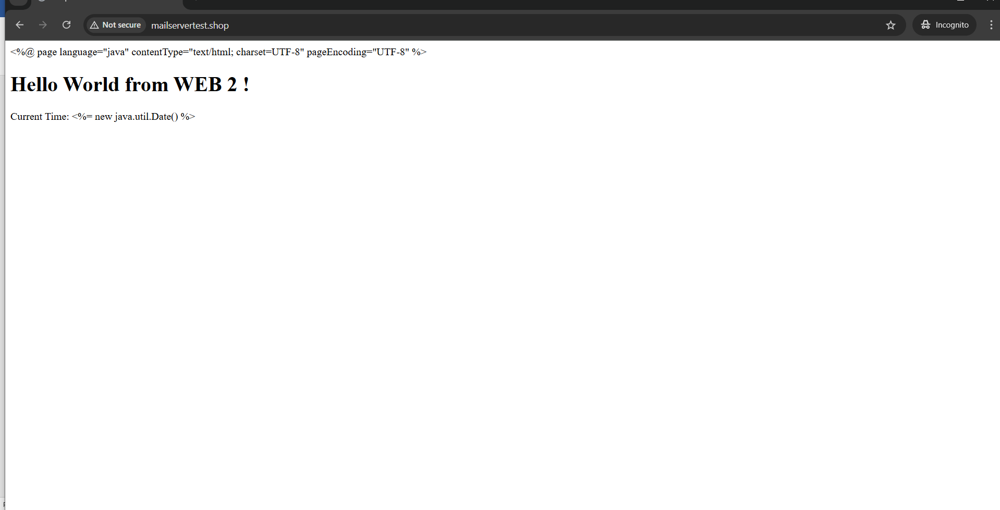 Not secure mailservertest.shop Incognito
<%@ page language="java" contentType="text/html; charset=UTF-8" pageEncoding="UTF-8" %>
Hello World from WEB 2 !
Current Time: <%= new java.util.Date() %>